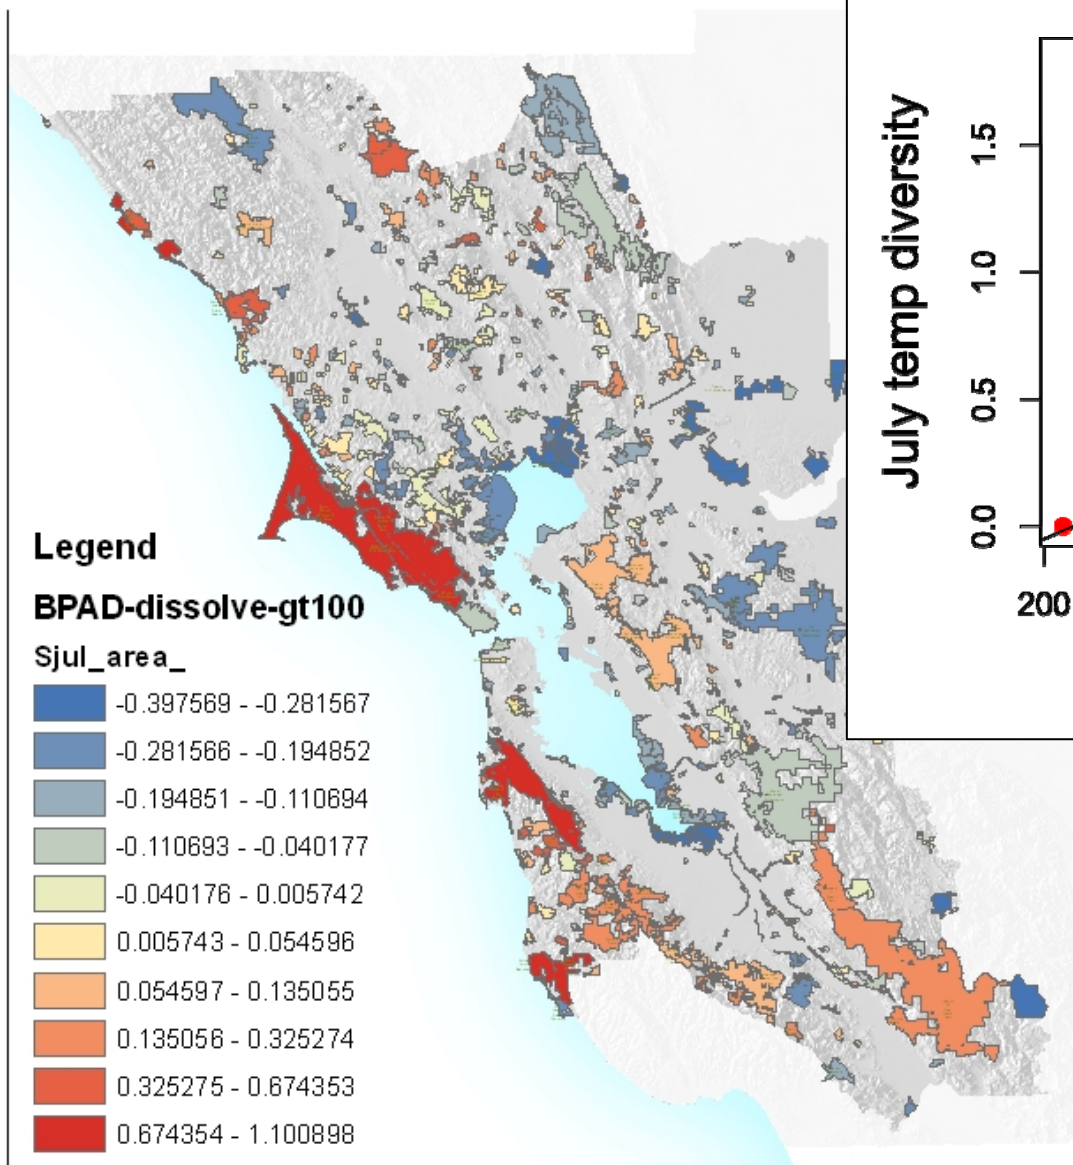 Legend
BPAD-dissolve-gt100
Sjul_area_
-0.397569 - -0.281567
-0.281566 - -0.194852
-0.194851 - -0.110694
-0.110693 - -0.040177
-0.040176 - 0.005742
0.005743 - 0.054596
0.054597 - 0.135055
0.135056 - 0.325274
0.325275 - 0.674353
0.674354 - 1.100898
July temp diversity
1.5
1.0
0.5
0.0
200